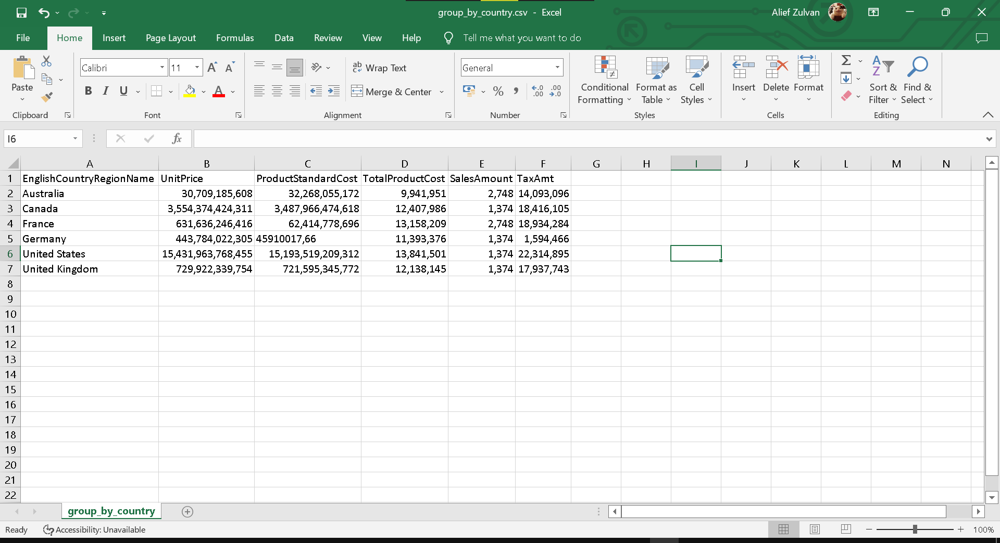 group_by_country.csv - Excel
Alief Zulvan
File Home Insert Page Layout Formulas Data Review View Help Tell me what you want to do
Paste
Clipboard
Calibri 11
A A
B I U A
Font
ab Wrap Text
Merge & Center
Alignment
General
% , .0 .00 .00 .0
Number
Conditional Formatting
Format as Table
Cell Styles
Styles
Insert Delete Format
Cells
Sort & Filter
Find & Select
Editing
I6 fx
A B C D E F G H I J K L M N
1 EnglishCountryRegionName UnitPrice ProductStandardCost TotalProductCost SalesAmount TaxAmt
2 Australia 30,709,185,608 32,268,055,172 9,941,951 2,748 14,093,096
3 Canada 3,554,374,424,311 3,487,966,474,618 12,407,986 1,374 18,416,105
4 France 631,636,246,416 62,414,778,696 13,158,209 2,748 18,934,284
5 Germany 443,784,022,305 45910017,66 11,393,376 1,374 1,594,466
6 United States 15,431,963,768,455 15,193,519,209,312 13,841,501 1,374 22,314,895
7 United Kingdom 729,922,339,754 721,595,345,772 12,138,145 1,374 17,937,743
8
9
10
11
12
13
14
15
16
17
18
19
20
21
22
group_by_country
Ready Accessibility: Unavailable 100%